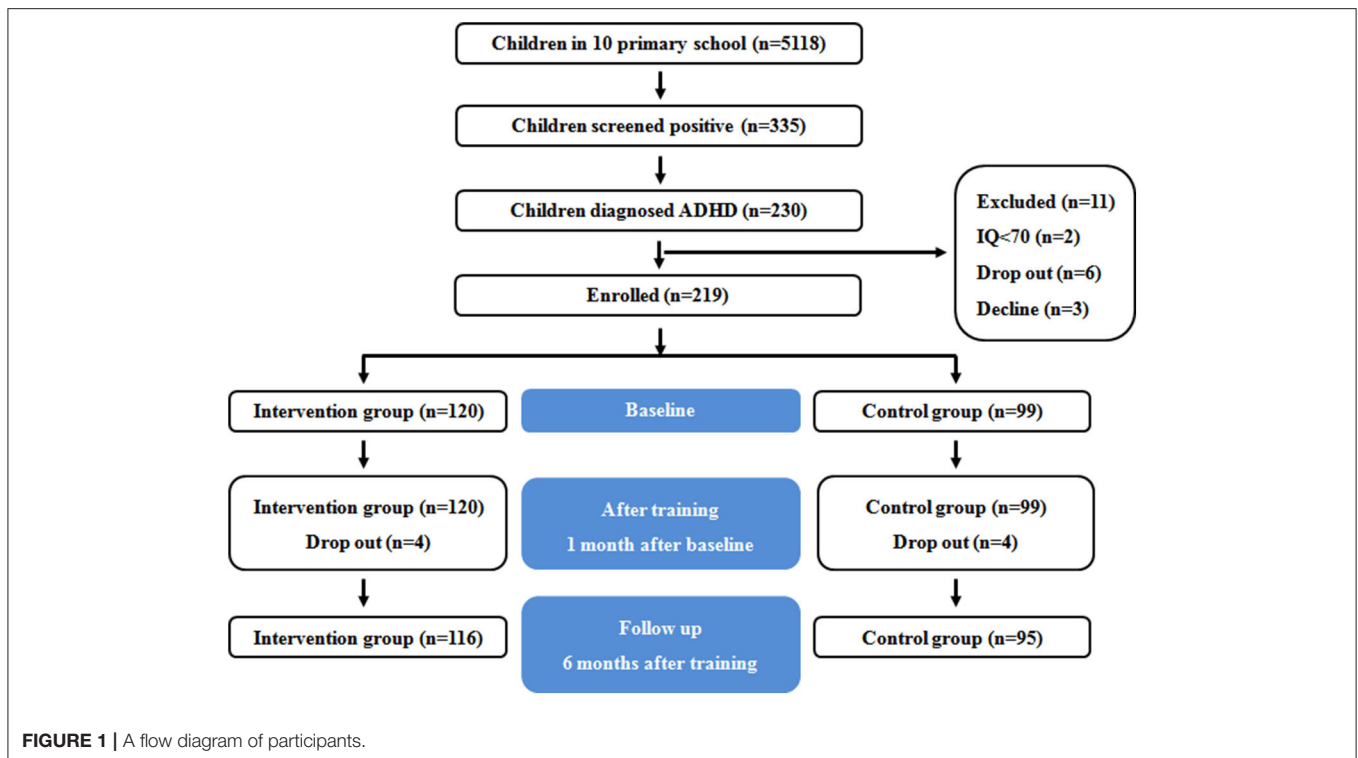 Children in 10 primary school (n=5118)
Children screened positive (n=335)
Children diagnosed ADHD (n=230)
Excluded (n=11)
IQ<70 (n=2)
Drop out (n=6)
Decline (n=3)
Enrolled (n=219)
Intervention group (n=120)
Baseline
Control group (n=99)
Intervention group (n=120)
Drop out (n=4)
After training
1 month after baseline
Control group (n=99)
Drop out (n=4)
Intervention group (n=116)
Follow up
6 months after training
Control group (n=95)
FIGURE 1 | A flow diagram of participants.